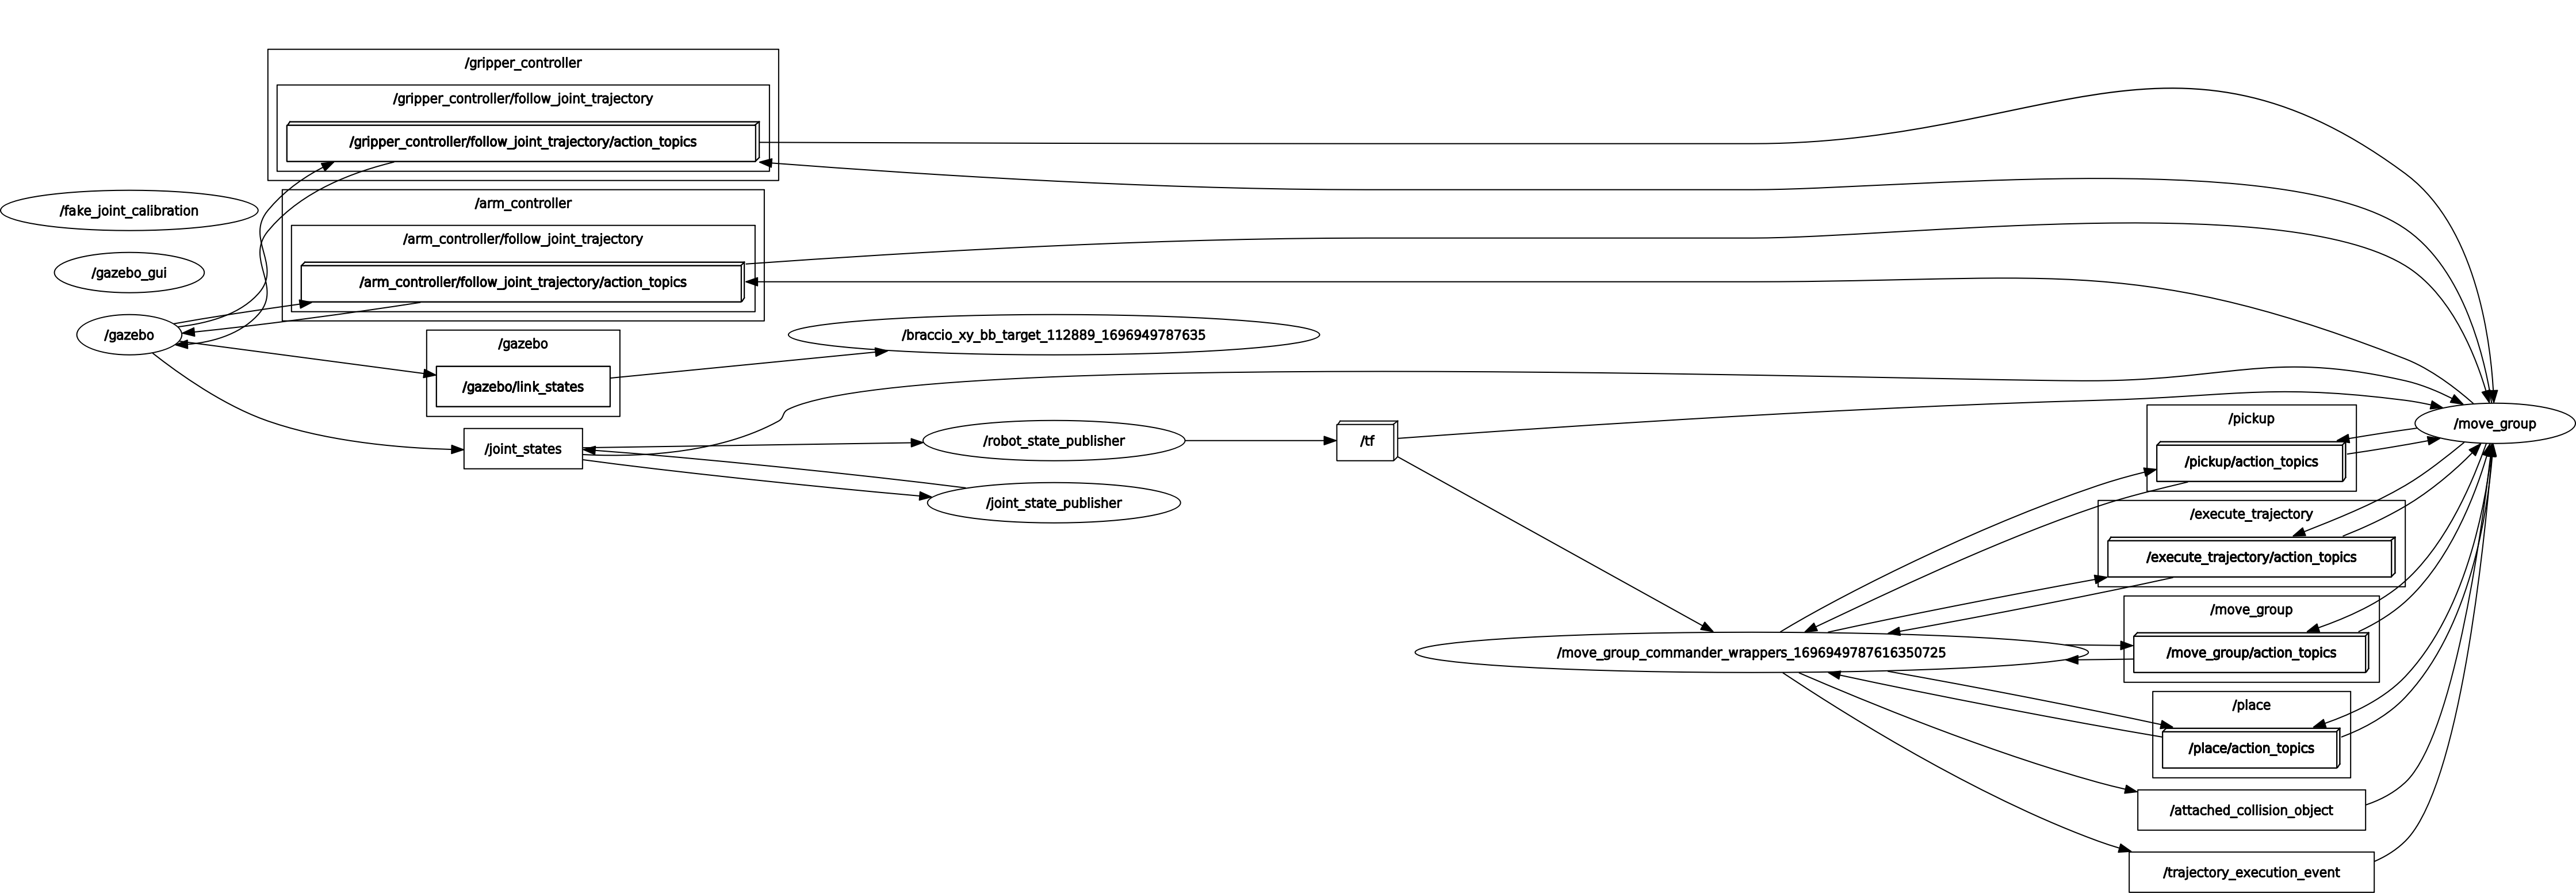 /gripper_controller
/gripper_controller/follow_joint_trajectory
/gripper_controller/follow_joint_trajectory/action_topics
/fake_joint_calibration
/arm_controller
/arm_controller/follow_joint_trajectory
/gazebo_gui
/arm_controller/follow_joint_trajectory/action_topics
/gazebo
/gazebo
/gazebo/link_states
/braccio_xy_bb_target_112889_1696949787635
/joint_states
/robot_state_publisher
/joint_state_publisher
/tf
/move_group_commander_wrappers_1696949787616350725
/pickup
/pickup/action_topics
/move_group
/execute_trajectory
/execute_trajectory/action_topics
/move_group
/move_group/action_topics
/place
/place/action_topics
/attached_collision_object
/trajectory_execution_event